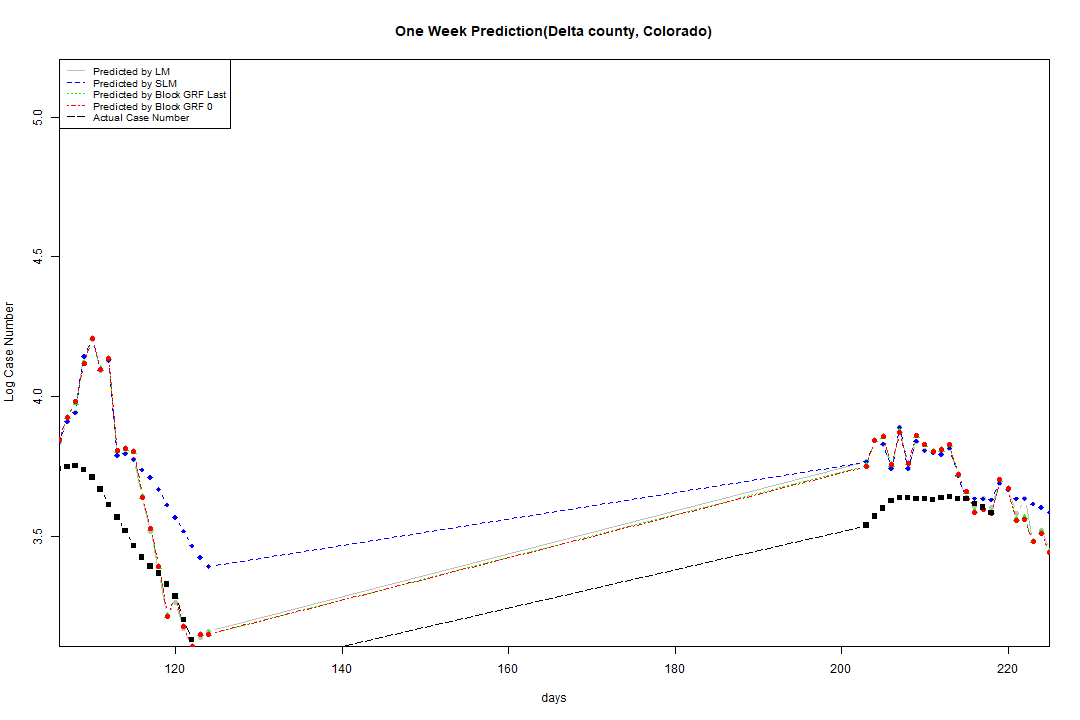 One Week Prediction(Delta county, Colorado)
Predicted by LM
Predicted by SLM
Predicted by Block GRF Last
Predicted by Block GRF 0
Actual Case Number
5.0
4.5
4.0
3.5
Log Case Number
120 140 160 180 200 220
days